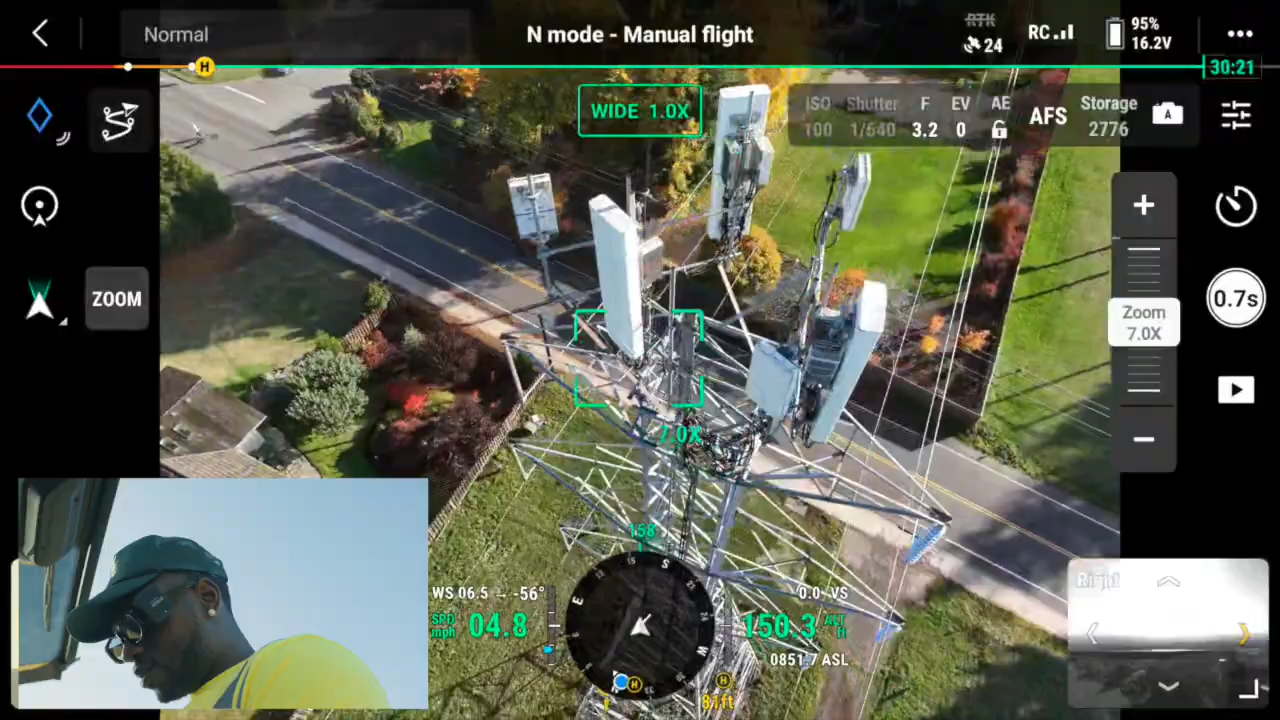 Normal
N mode - Manual flight
RTK
24
RC
95%
16.2V
H
30:21
WIDE 1.0X
ISO
100
Shutter
1/640
F
3.2
EV
0
AE
AFS
Storage
2776
A
ZOOM
+
Zoom
7.0X
−
0.7s
7.0X
158
WS 06.5
-56°
SPD
mph
04.8
0.0 VS
150.3
ALT
ft
0851.7 ASL
15
S
E
W
H
H
81ft
Right